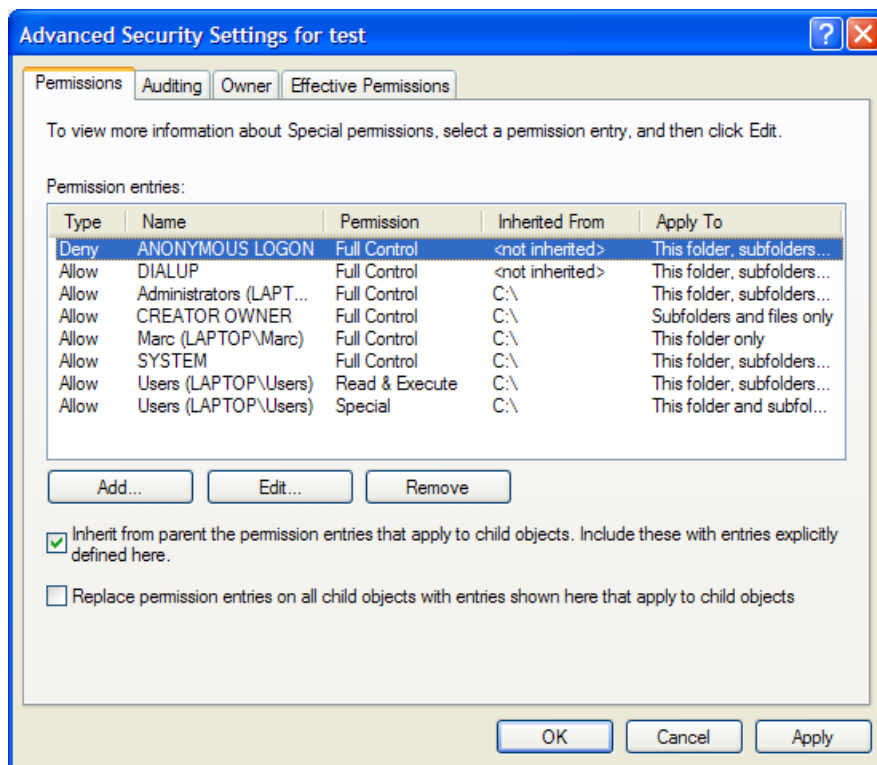 Advanced Security Settings for test
Permissions Auditing Owner Effective Permissions
To view more information about Special permissions, select a permission entry, and then click Edit.
Permission entries:
Type Name Permission Inherited From Apply To
Deny ANONYMOUS LOGON Full Control <not inherited> This folder, subfolders...
Allow DIALUP Full Control <not inherited> This folder, subfolders...
Allow Administrators (LAPT... Full Control C:\ This folder, subfolders...
Allow CREATOR OWNER Full Control C:\ Subfolders and files only
Allow Marc (LAPTOP\Marc) Full Control C:\ This folder only
Allow SYSTEM Full Control C:\ This folder, subfolders...
Allow Users (LAPTOP\Users) Read & Execute C:\ This folder, subfolders...
Allow Users (LAPTOP\Users) Special C:\ This folder and subfol...
Add... Edit... Remove
Inherit from parent the permission entries that apply to child objects. Include these with entries explicitly
defined here.
Replace permission entries on all child objects with entries shown here that apply to child objects
OK Cancel Apply